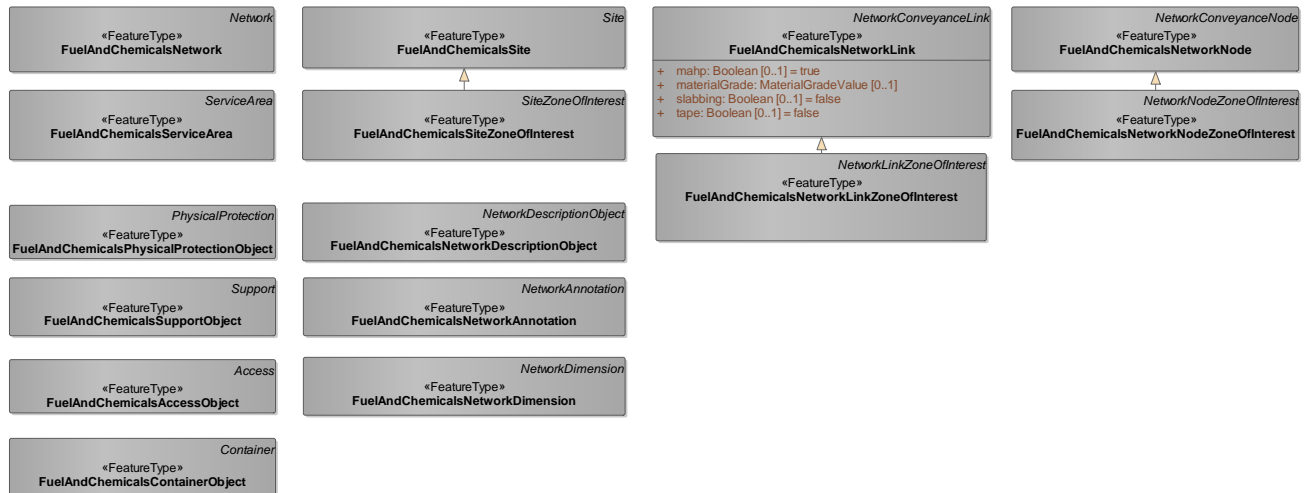 Network
«FeatureType»
FuelAndChemicalsNetwork
Site
«FeatureType»
FuelAndChemicalsSite
NetworkConveyanceLink
«FeatureType»
FuelAndChemicalsNetworkLink
+ mahp: Boolean [0..1] = true
+ materialGrade: MaterialGradeValue [0..1]
+ slabbing: Boolean [0..1] = false
+ tape: Boolean [0..1] = false
NetworkConveyanceNode
«FeatureType»
FuelAndChemicalsNetworkNode
ServiceArea
«FeatureType»
FuelAndChemicalsServiceArea
SiteZoneOfInterest
«FeatureType»
FuelAndChemicalsSiteZoneOfInterest
NetworkNodeZoneOfInterest
«FeatureType»
FuelAndChemicalsNetworkNodeZoneOfInterest
NetworkLinkZoneOfInterest
«FeatureType»
FuelAndChemicalsNetworkLinkZoneOfInterest
PhysicalProtection
«FeatureType»
FuelAndChemicalsPhysicalProtectionObject
NetworkDescriptionObject
«FeatureType»
FuelAndChemicalsNetworkDescriptionObject
Support
«FeatureType»
FuelAndChemicalsSupportObject
NetworkAnnotation
«FeatureType»
FuelAndChemicalsNetworkAnnotation
Access
«FeatureType»
FuelAndChemicalsAccessObject
NetworkDimension
«FeatureType»
FuelAndChemicalsNetworkDimension
Container
«FeatureType»
FuelAndChemicalsContainerObject